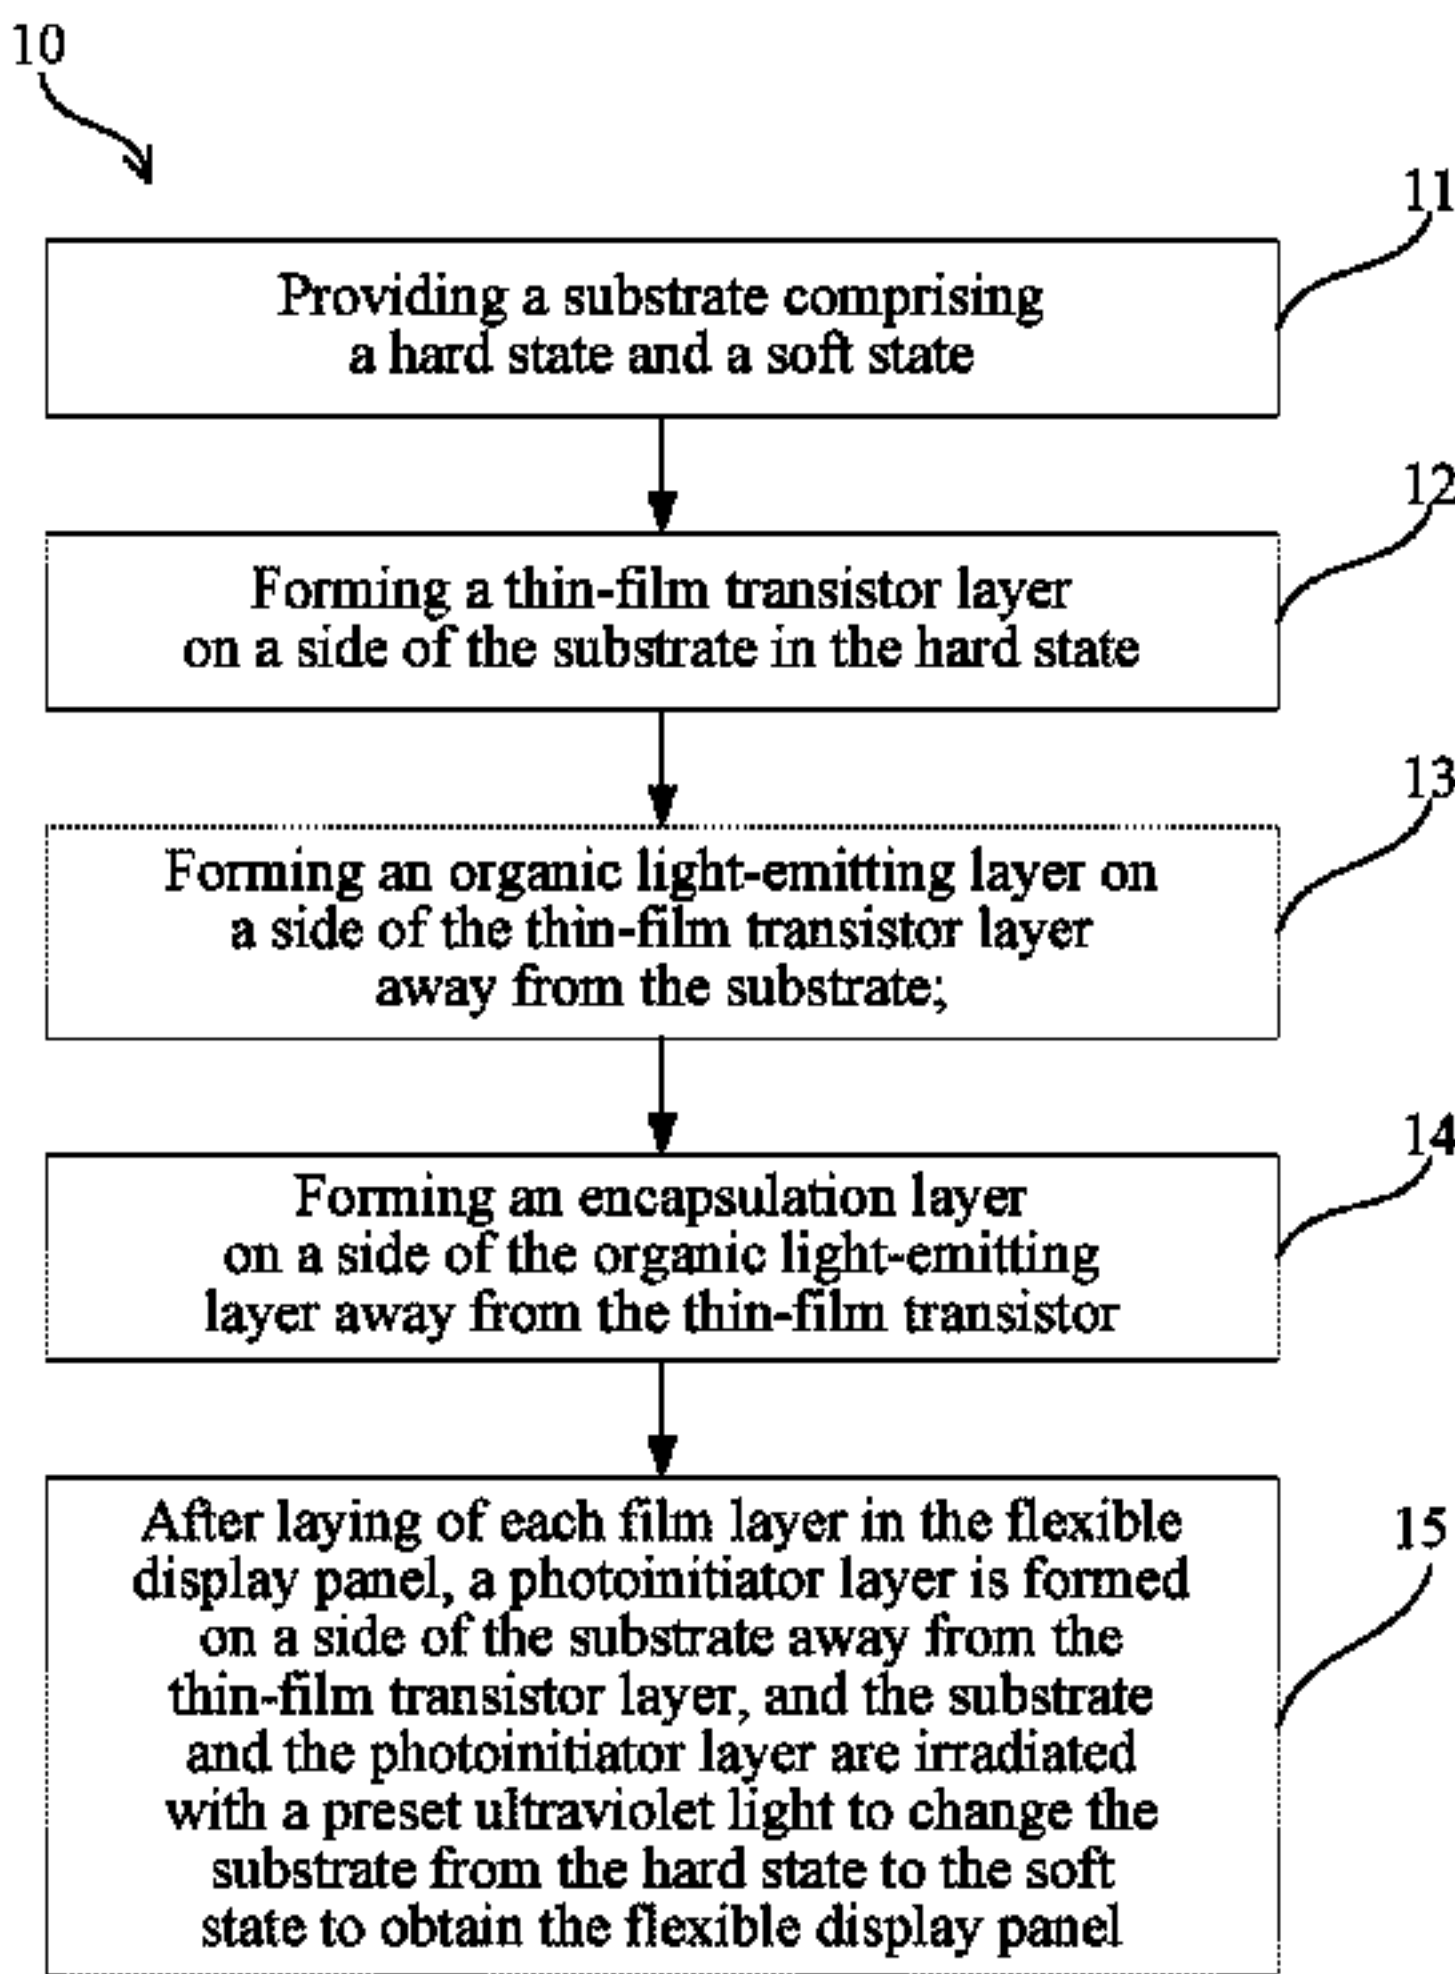 10
11
Providing a substrate comprising
a hard state and a soft state
12
Forming a thin-film transistor layer
on a side of the substrate in the hard state
13
Forming an organic light-emitting layer on
a side of the thin-film transistor layer
away from the substrate;
14
Forming an encapsulation layer
on a side of the organic light-emitting
layer away from the thin-film transistor
15
After laying of each film layer in the flexible
display panel, a photoinitiator layer is formed
on a side of the substrate away from the
thin-film transistor layer, and the substrate
and the photoinitiator layer are irradiated
with a preset ultraviolet light to change the
substrate from the hard state to the soft
state to obtain the flexible display panel